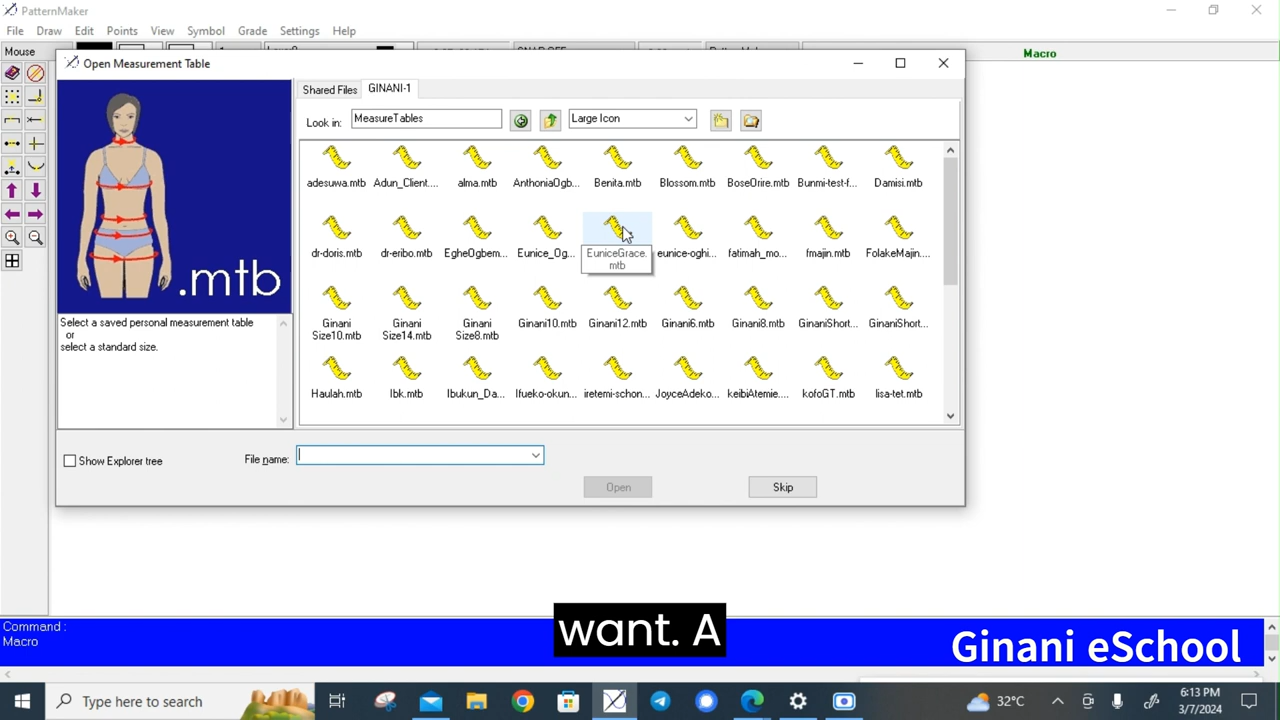 PatternMaker
File Draw Edit Points View Symbol Grade Settings Help
Mouse
Macro
Open Measurement Table
Shared Files GINANI-1
Look in: MeasureTables Large Icon
adesuwa.mtb Adun_Client.... alma.mtb AnthoniaOgb... Benita.mtb Blossom.mtb BoseOrire.mtb Bunmi-test-f... Damisi.mtb
dr-doris.mtb dr-eribo.mtb EgheOgbem... Eunice_Og... EuniceGrace. eunice-oghi... fatimah_mo... fmajin.mtb FolakeMajin....
mtb
.mtb
Ginani Ginani Ginani Ginani10.mtb Ginani12.mtb Ginani6.mtb Ginani8.mtb GinaniShort... GinaniShort...
Size10.mtb Size14.mtb Size8.mtb
Select a saved personal measurement table
or
select a standard size.
Haulah.mtb Ibk.mtb Ibukun_Da... Ifueko-okun... iretemi-schon... JoyceAdeko... keibiAtemie.... kofoGT.mtb lisa-tet.mtb
Show Explorer tree
File name:
Open Skip
want. A
Command :
Macro
Ginani eSchool
Type here to search
32°C
6:13 PM
3/7/2024